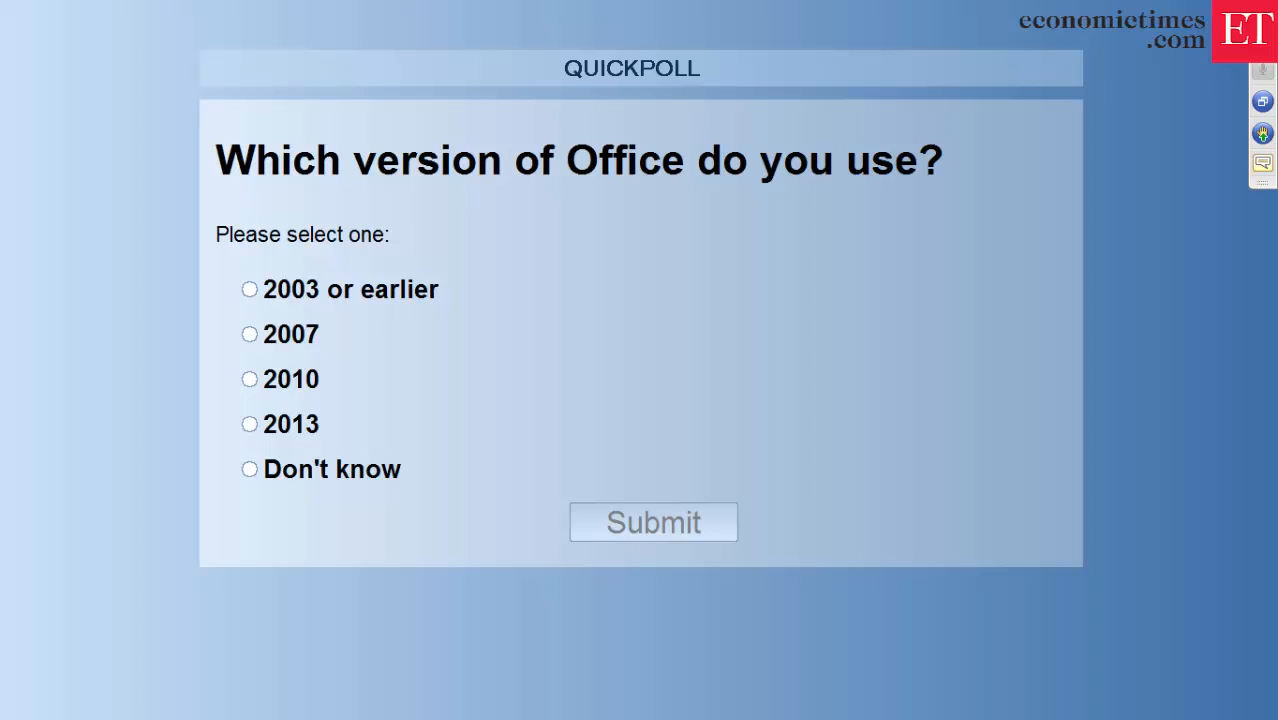 economictimes
.com
ET
QUICKPOLL
Which version of Office do you use?
Please select one:
2003 or earlier
2007
2010
2013
Don't know
Submit